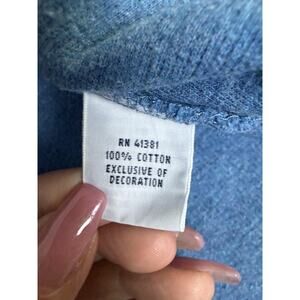 RN 41381
100% COTTON
EXCLUSIVE OF
DECORATION